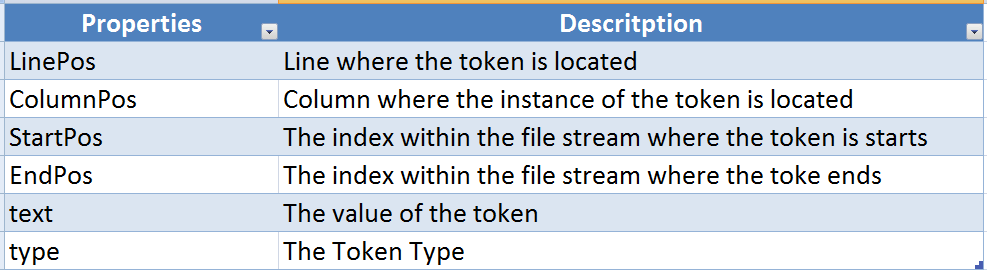 Properties Descritption
LinePos Line where the token is located
ColumnPos Column where the instance of the token is located
StartPos The index within the file stream where the token is starts
EndPos The index within the file stream where the toke ends
text The value of the token
type The Token Type